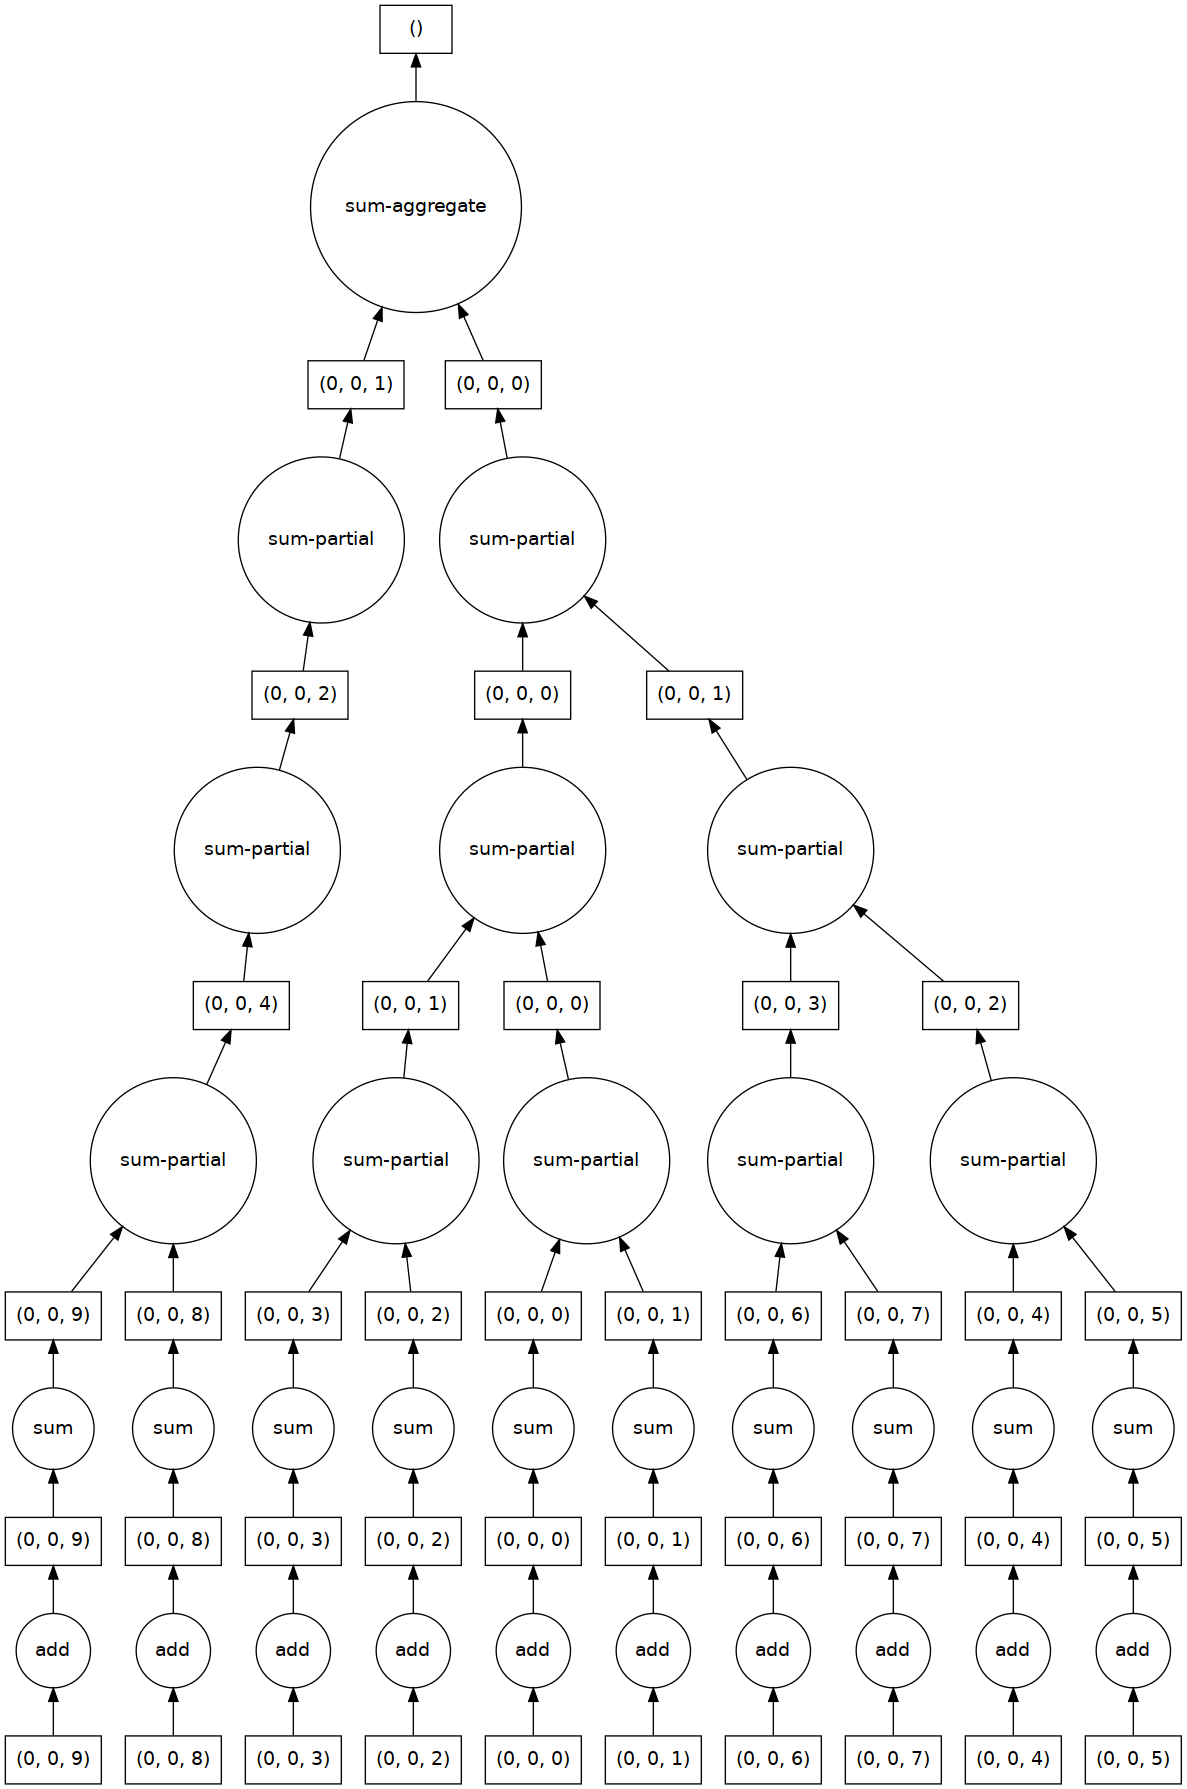 ()
sum-aggregate
(0, 0, 1) (0, 0, 0)
sum-partial sum-partial
(0, 0, 2) (0, 0, 0) (0, 0, 1)
sum-partial sum-partial sum-partial
(0, 0, 4) (0, 0, 1) (0, 0, 0) (0, 0, 3) (0, 0, 2)
sum-partial sum-partial sum-partial sum-partial sum-partial
(0, 0, 9) (0, 0, 8) (0, 0, 3) (0, 0, 2) (0, 0, 0) (0, 0, 1) (0, 0, 6) (0, 0, 7) (0, 0, 4) (0, 0, 5)
sum sum sum sum sum sum sum sum sum sum
(0, 0, 9) (0, 0, 8) (0, 0, 3) (0, 0, 2) (0, 0, 0) (0, 0, 1) (0, 0, 6) (0, 0, 7) (0, 0, 4) (0, 0, 5)
add add add add add add add add add add
(0, 0, 9) (0, 0, 8) (0, 0, 3) (0, 0, 2) (0, 0, 0) (0, 0, 1) (0, 0, 6) (0, 0, 7) (0, 0, 4) (0, 0, 5)